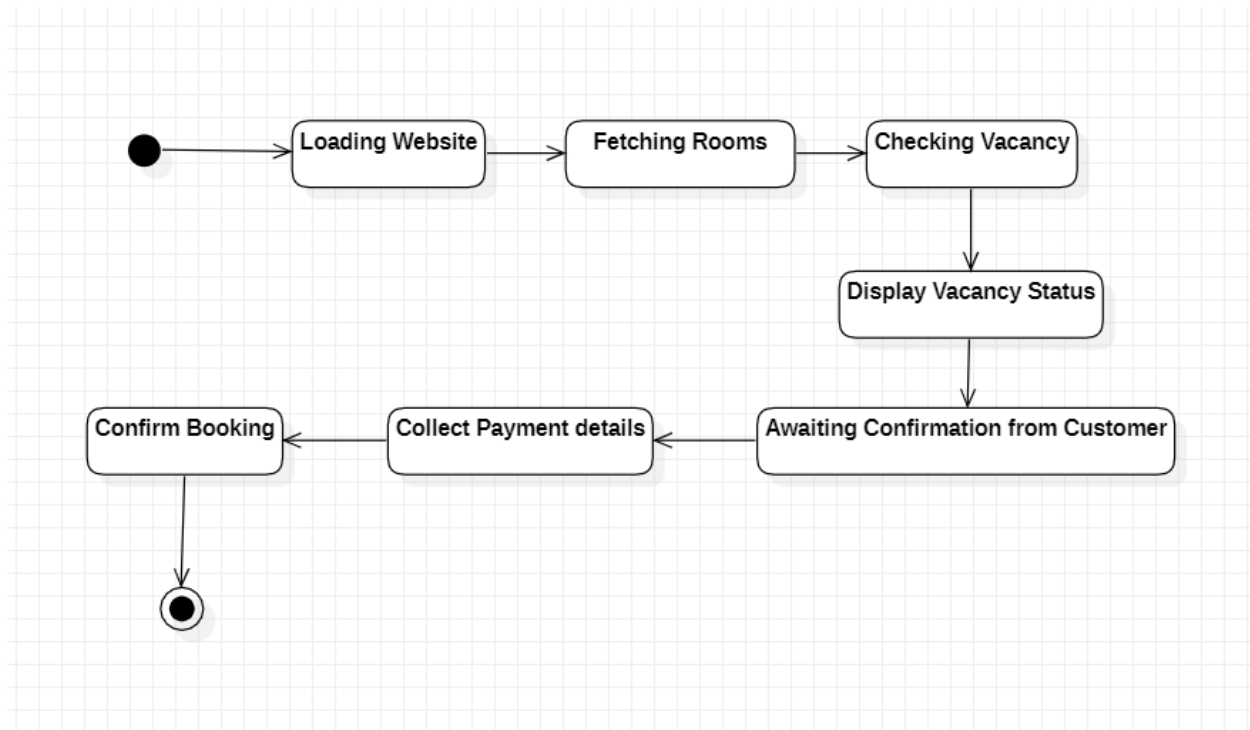 Loading Website
Fetching Rooms
Checking Vacancy
Display Vacancy Status
Awaiting Confirmation from Customer
Collect Payment details
Confirm Booking